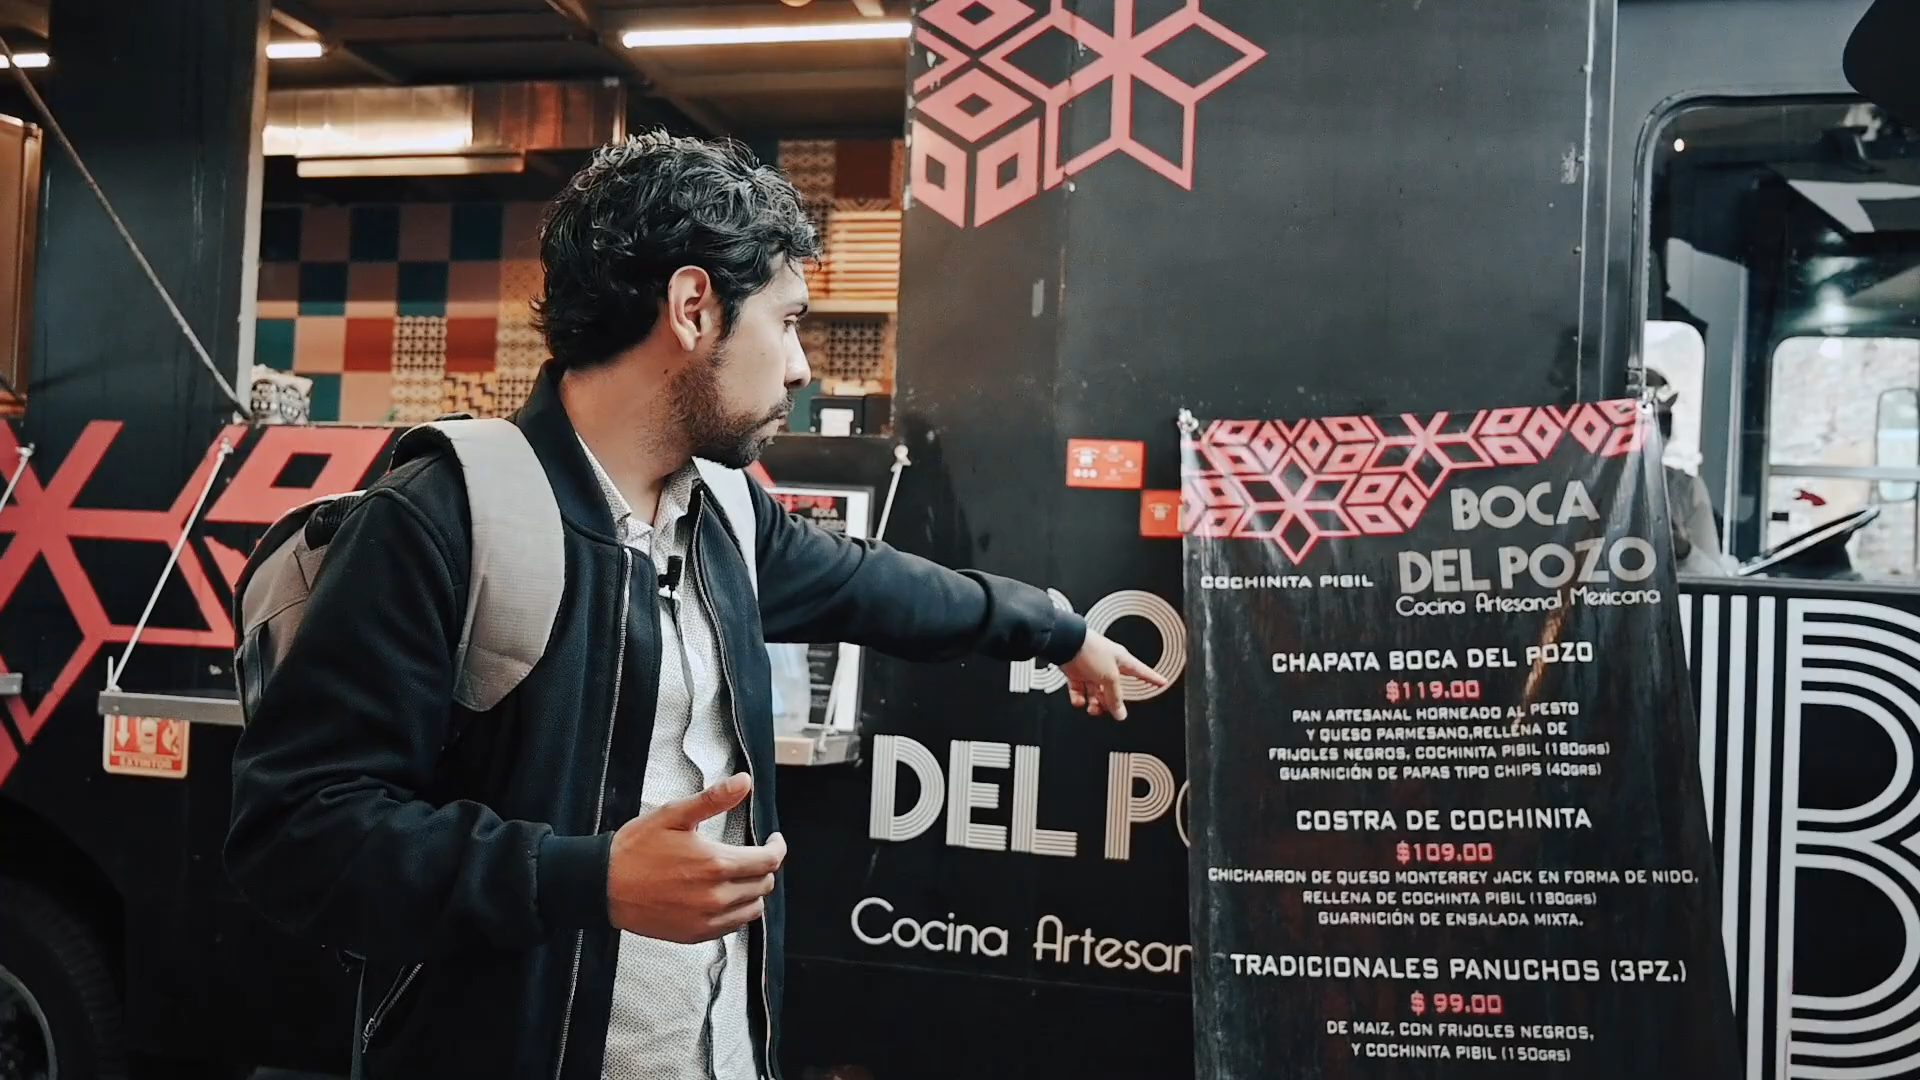 BOCA
DEL POZO
Cocina Artesanal Mexicana
COCHINITA PIBIL
CHAPATA BOCA DEL POZO
$119.00
PAN ARTESANAL HORNEADO AL PESTO
Y QUESO PARMESANO,RELLENA DE
FRIJOLES NEGROS, COCHINITA PIBIL (180GRS)
GUARNICIÓN DE PAPAS TIPO CHIPS (40GRS)
COSTRA DE COCHINITA
$109.00
CHICHARRON DE QUESO MONTERREY JACK EN FORMA DE NIDO,
RELLENA DE COCHINTA PIBIL (180GRS)
GUARNICIÓN DE ENSALADA MIXTA.
TRADICIONALES PANUCHOS (3PZ.)
$ 99.00
DE MAIZ, CON FRIJOLES NEGROS,
Y COCHINITA PIBIL (150GRS)
BO
DEL PO
Cocina Artesan
B
EXTINTOR
BOCA